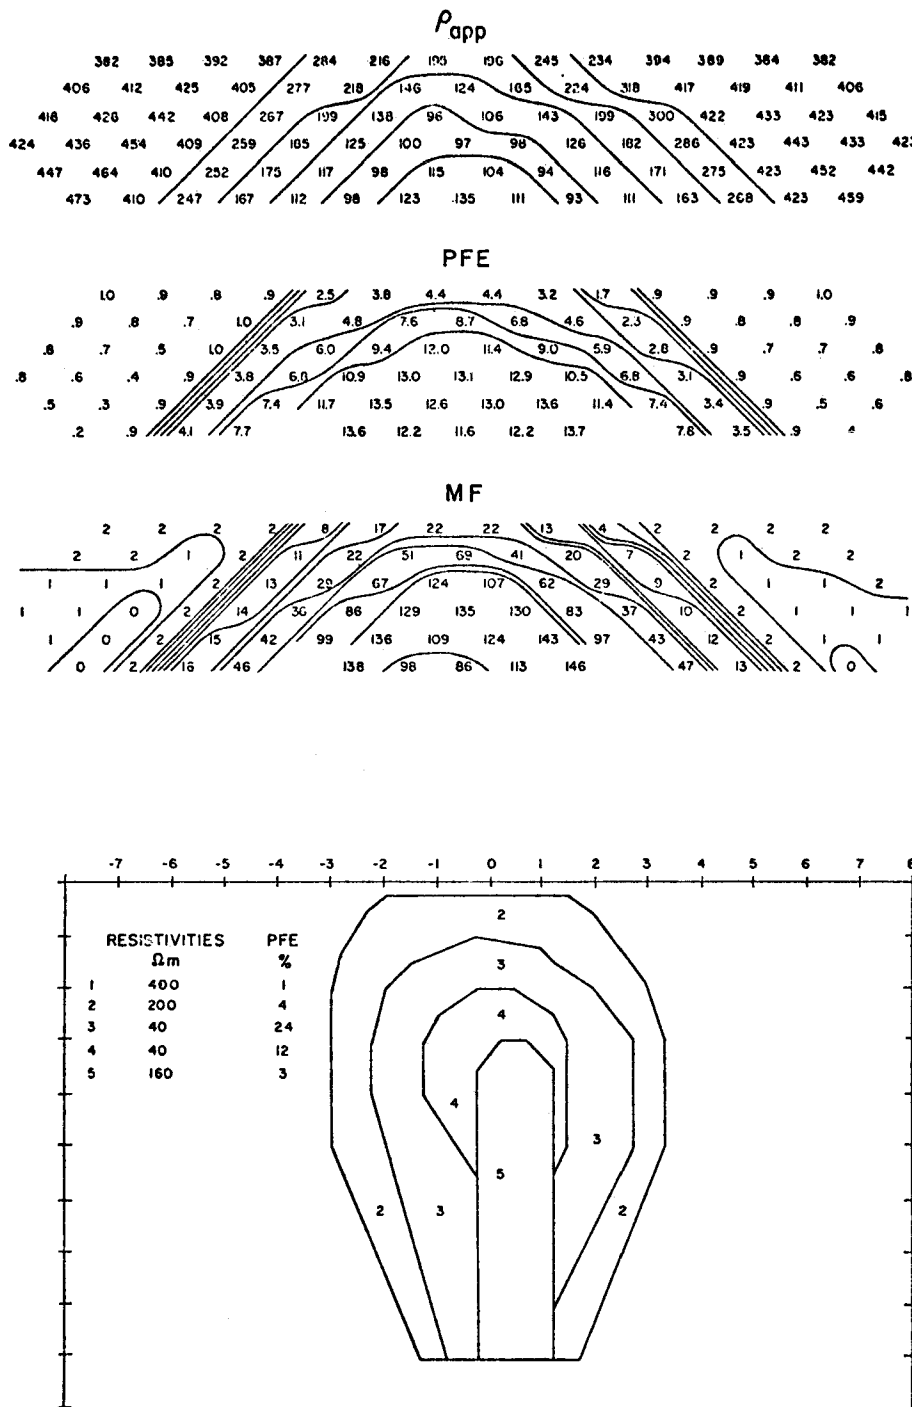 ρapp
382 385 392 387 284 216 195 196 245 234 394 389 384 382
406 412 425 405 277 218 146 124 165 224 318 417 419 411 406
418 426 442 408 267 199 138 96 106 143 199 300 422 433 423 415
424 436 454 409 259 185 125 100 97 98 126 182 286 423 443 433 423
447 464 410 252 175 117 98 115 104 94 116 171 275 423 452 442
473 410 247 167 112 98 123 135 111 93 111 163 268 423 459
PFE
1.0 .9 .8 .9 2.5 3.8 4.4 4.4 3.2 1.7 .9 .9 .9 1.0
.9 .8 .7 1.0 3.1 4.8 7.6 8.7 6.8 4.6 2.3 .9 .8 .8 .9
.8 .7 .5 1.0 3.5 6.0 9.4 12.0 11.4 9.0 5.9 2.8 .9 .7 .7 .8
.8 .6 .4 .9 3.8 6.8 10.9 13.0 13.1 12.9 10.5 6.8 3.1 .9 .6 .6 .8
.5 .3 .9 3.9 7.4 11.7 13.5 12.6 13.0 13.6 11.4 7.4 3.4 .9 .5 .6
.2 .9 4.1 7.7 13.6 12.2 11.6 12.2 13.7 7.8 3.5 .9
MF
2 2 2 2 8 17 22 22 13 4 2 2 2 2
2 2 1 2 11 22 51 69 41 20 7 2 1 2 2
1 1 1 2 13 29 67 124 107 62 29 9 2 1 1 2
1 1 0 2 14 36 86 129 135 130 83 37 10 2 1 1 1
1 0 2 15 42 99 136 109 124 143 97 43 12 2 1 1
0 2 16 46 138 98 86 113 146 47 13 2 0
-7 -6 -5 -4 -3 -2 -1 0 1 2 3 4 5 6 7 8
2
RESISTIVITIES PFE
Ωm %
3
1 400 1
2 200 4
4
3 40 24
4 40 12
5 160 3
4
3
5
2 3 2